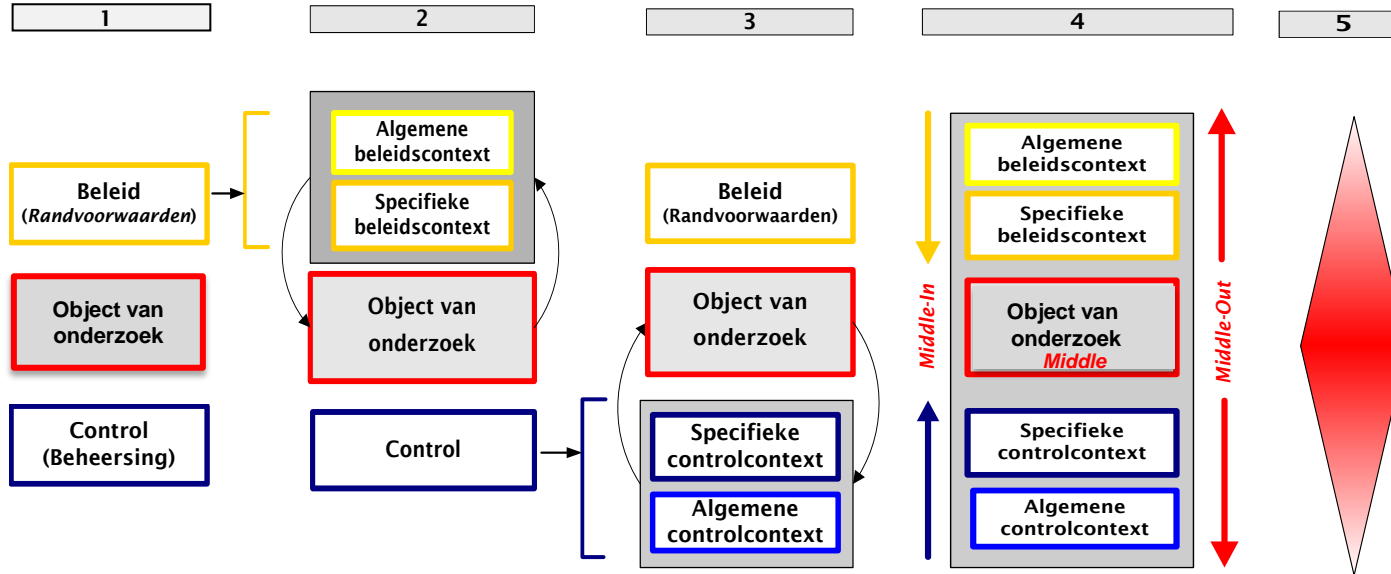 1
2
3
4
5
Beleid
(Randvoorwaarden)
Object van
onderzoek
Control
(Beheersing)
Algemene
beleidscontext
Specifieke
beleidscontext
Object van
onderzoek
Control
Beleid
(Randvoorwaarden)
Object van
onderzoek
Specifieke
controlcontext
Algemene
controlcontext
Middle-In
Algemene
beleidscontext
Specifieke
beleidscontext
Object van
onderzoek
Middle
Specifieke
controlcontext
Algemene
controlcontext
Middle-Out